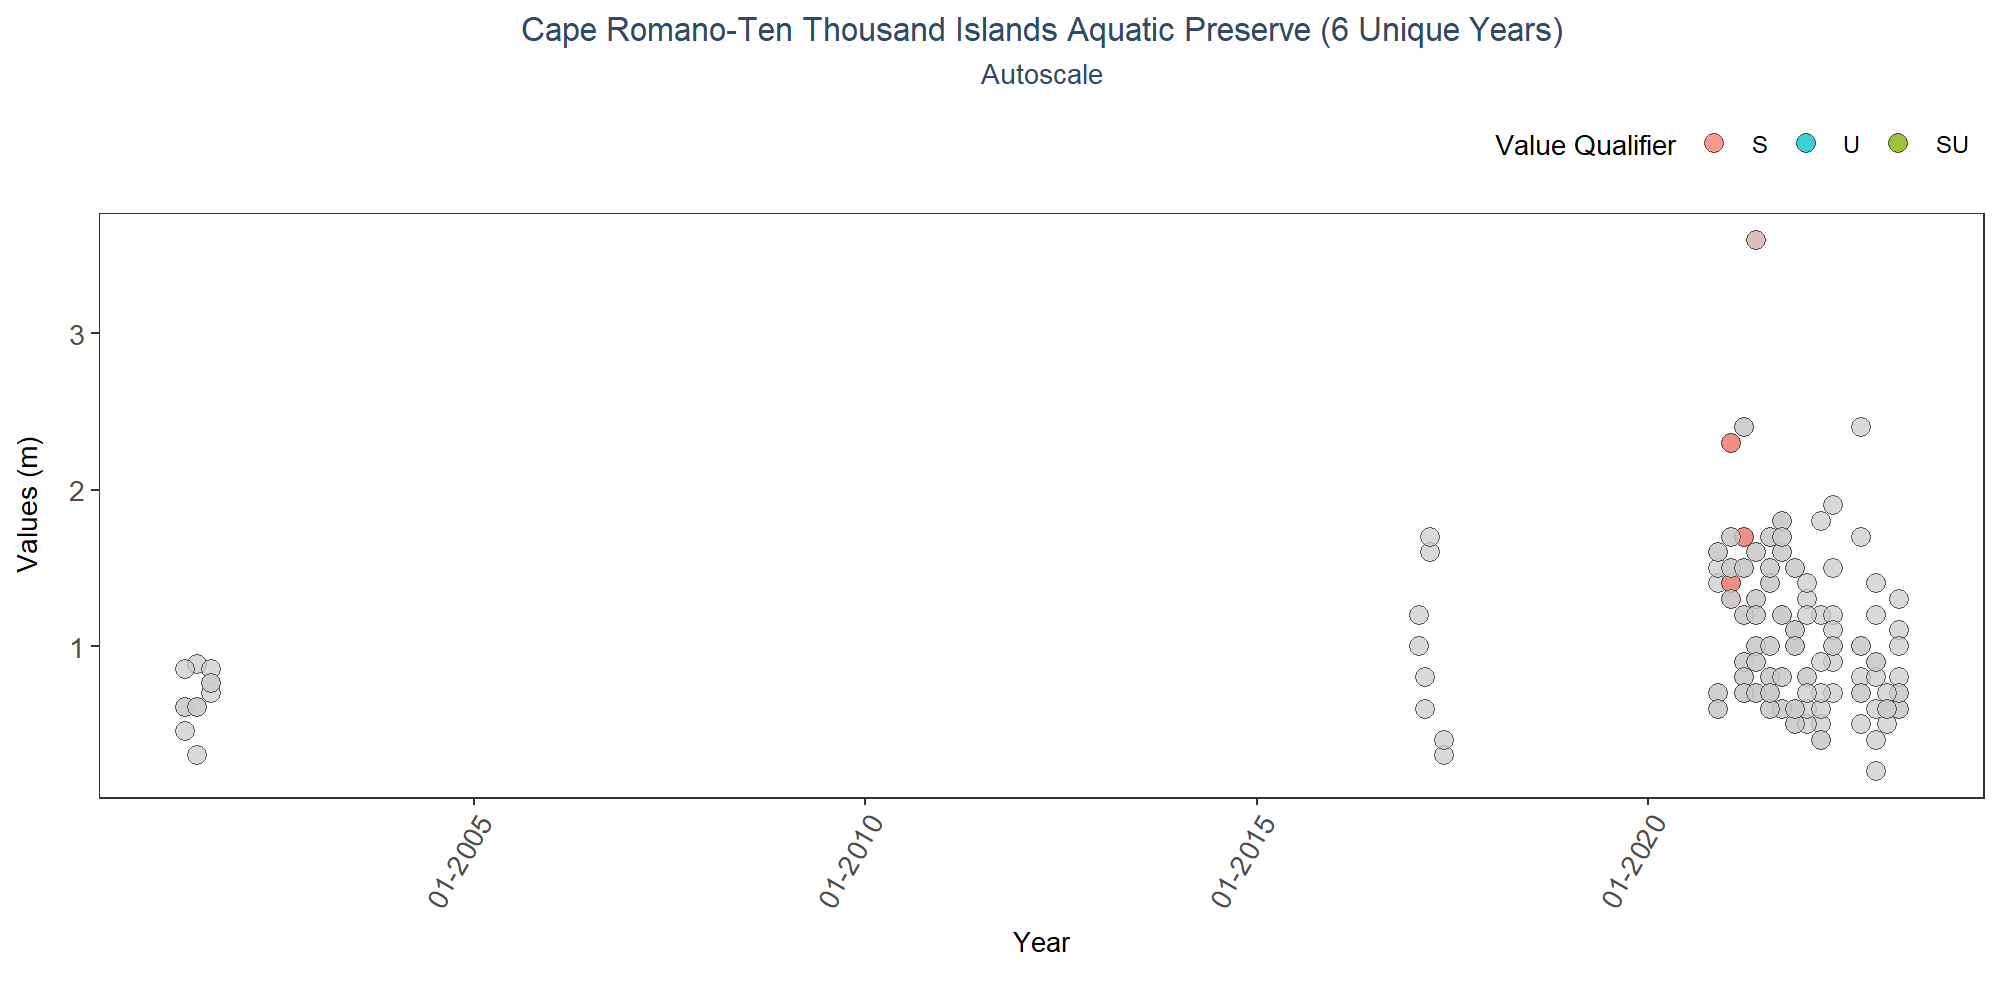 Cape Romano-Ten Thousand Islands Aquatic Preserve (6 Unique Years)
Autoscale
Value Qualifier S U SU
Values (m)
3
2
1
01-2005 01-2010 01-2015 01-2020
Year